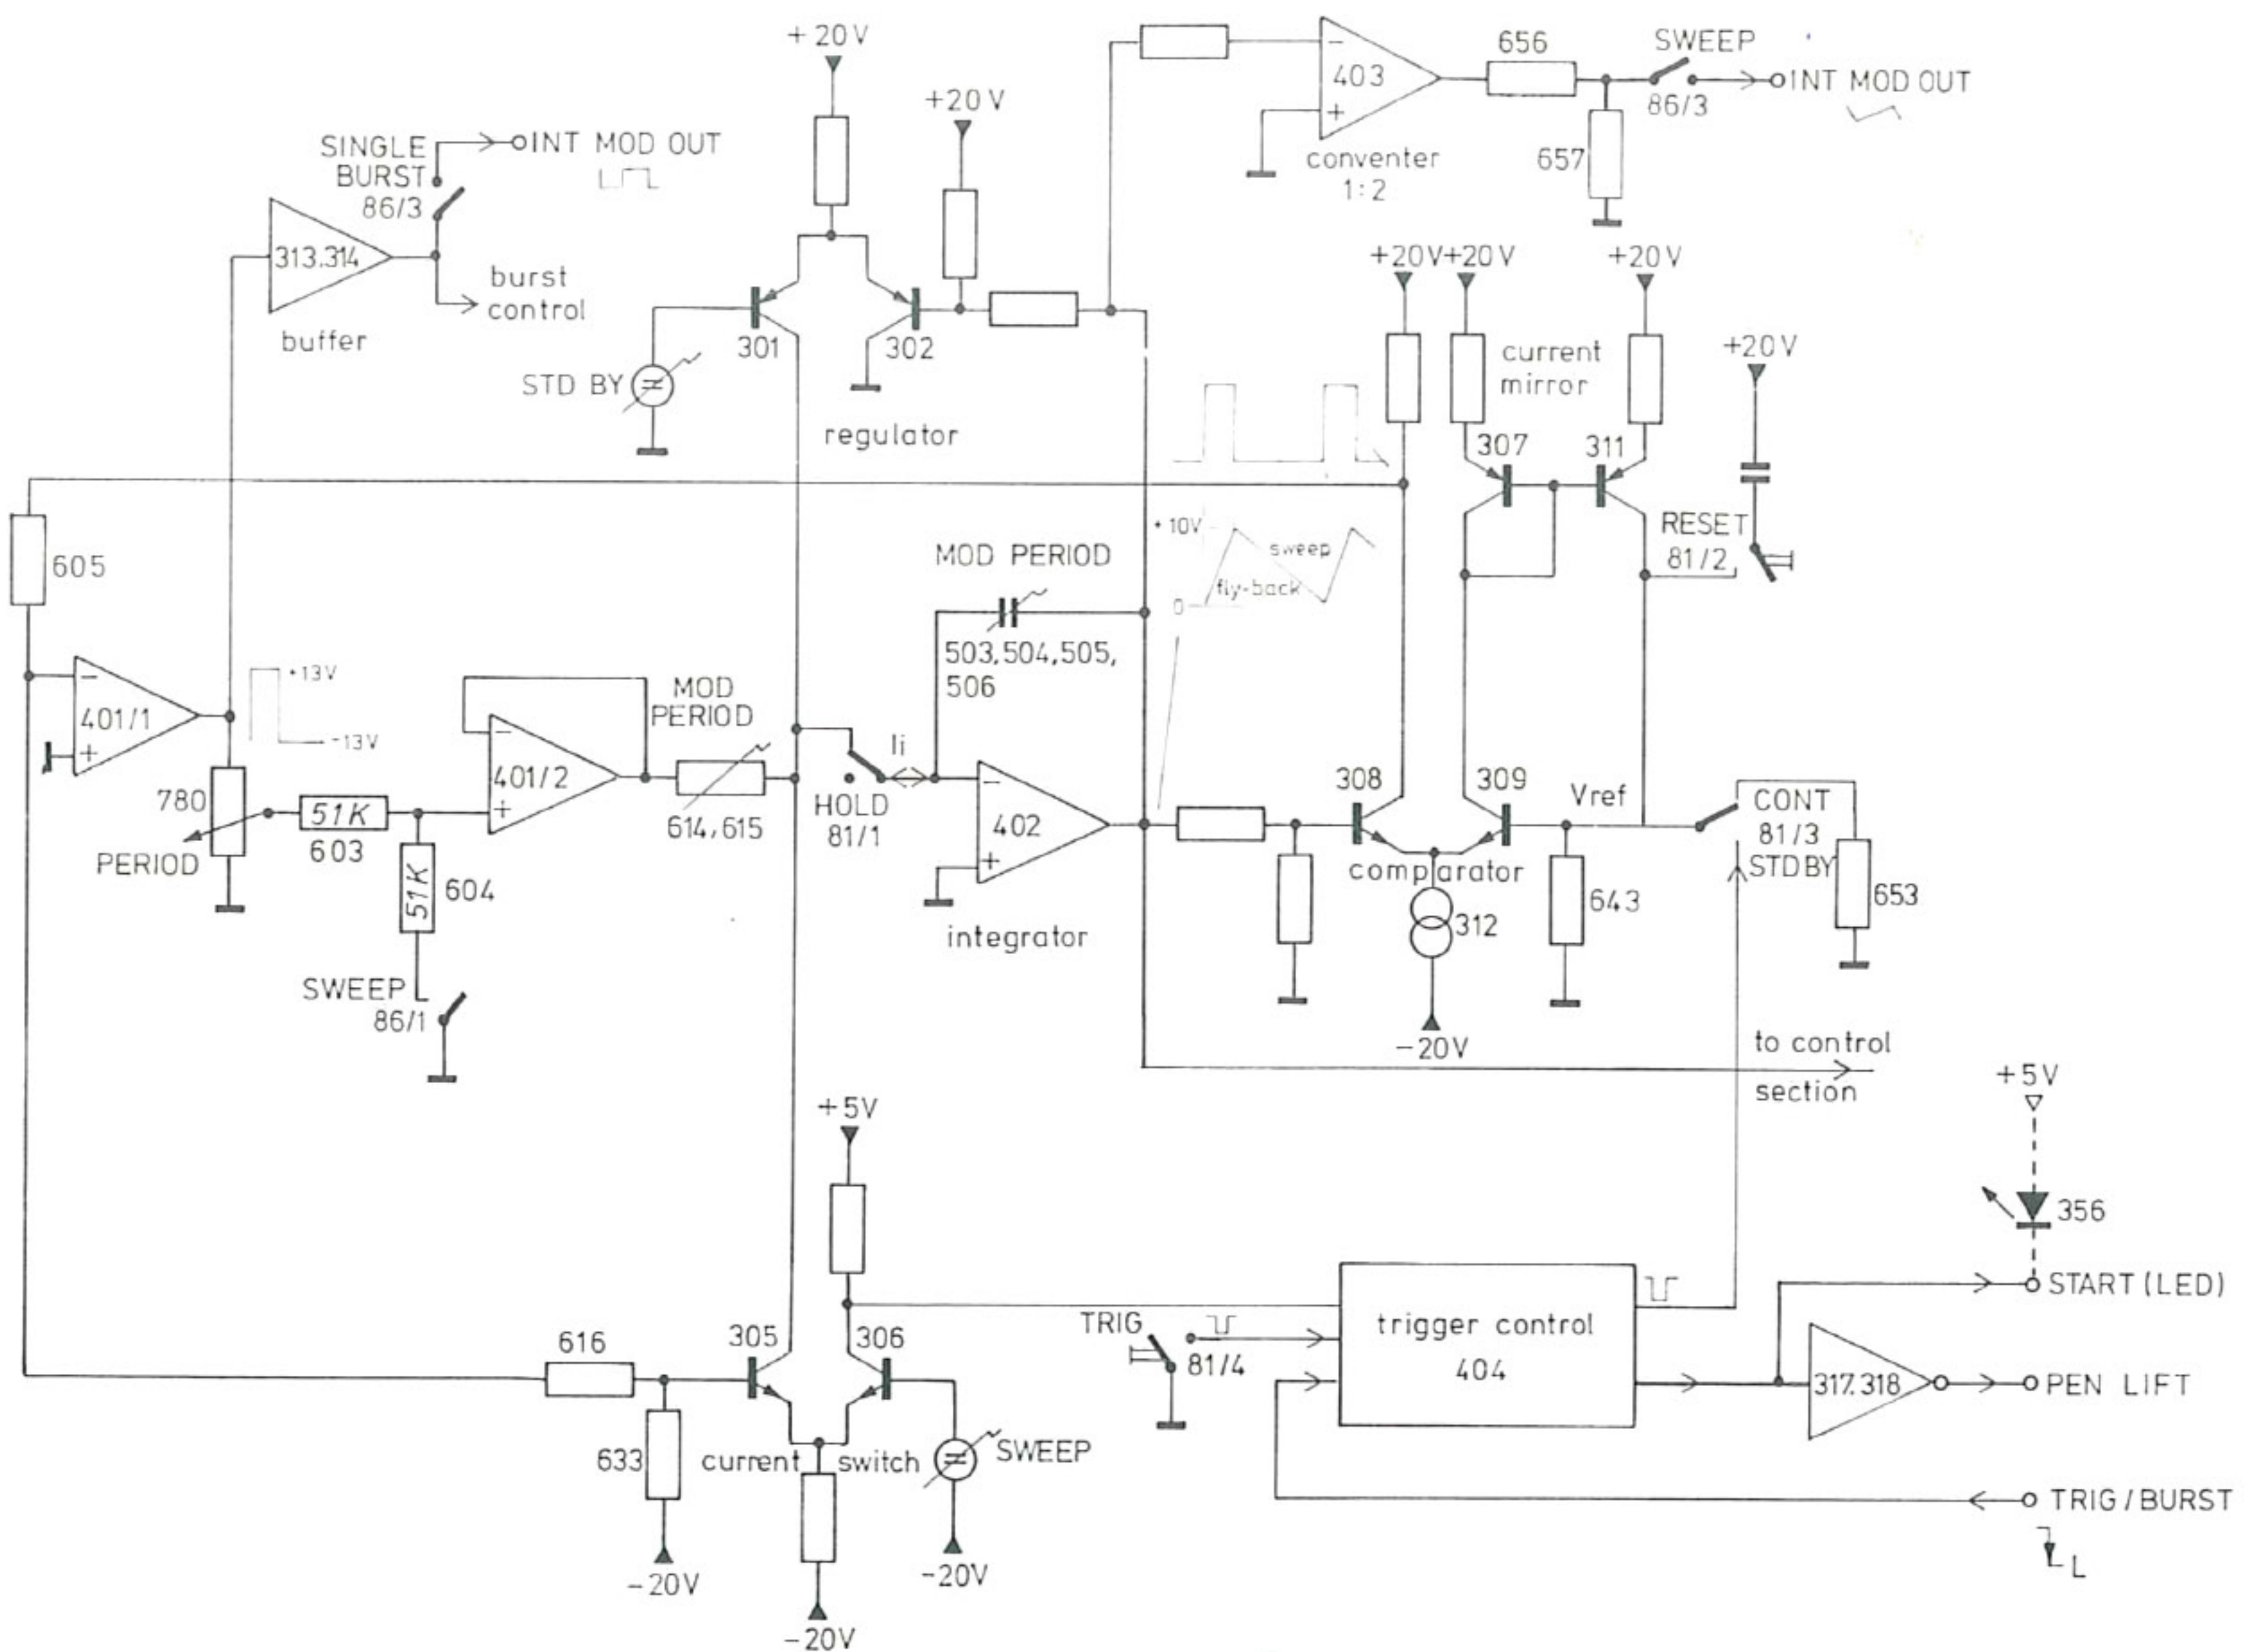 +20V
656
SWEEP
403
INT MOD OUT
86/3
657
conventer
1:2
+20V
SINGLE
BURST
86/3
INT MOD OUT
313.314
burst
control
buffer
301
302
STD BY
regulator
+20V
+20V
+20V
current
mirror
+20V
307
311
RESET
81/2
605
MOD PERIOD
503,504,505,
506
+10V
sweep
fly-back
0
401/1
+13V
-13V
780
PERIOD
51K
603
51K
604
SWEEP
86/1
401/2
MOD
PERIOD
614,615
Ii
HOLD
81/1
402
integrator
308
309
Vref
comparator
312
-20V
643
CONT
81/3
STDBY
653
to control
section
+5V
+5V
356
START (LED)
TRIG
81/4
trigger control
404
317.318
PEN LIFT
TRIG/BURST
L
616
305
306
633
current switch
SWEEP
-20V
-20V
-20V